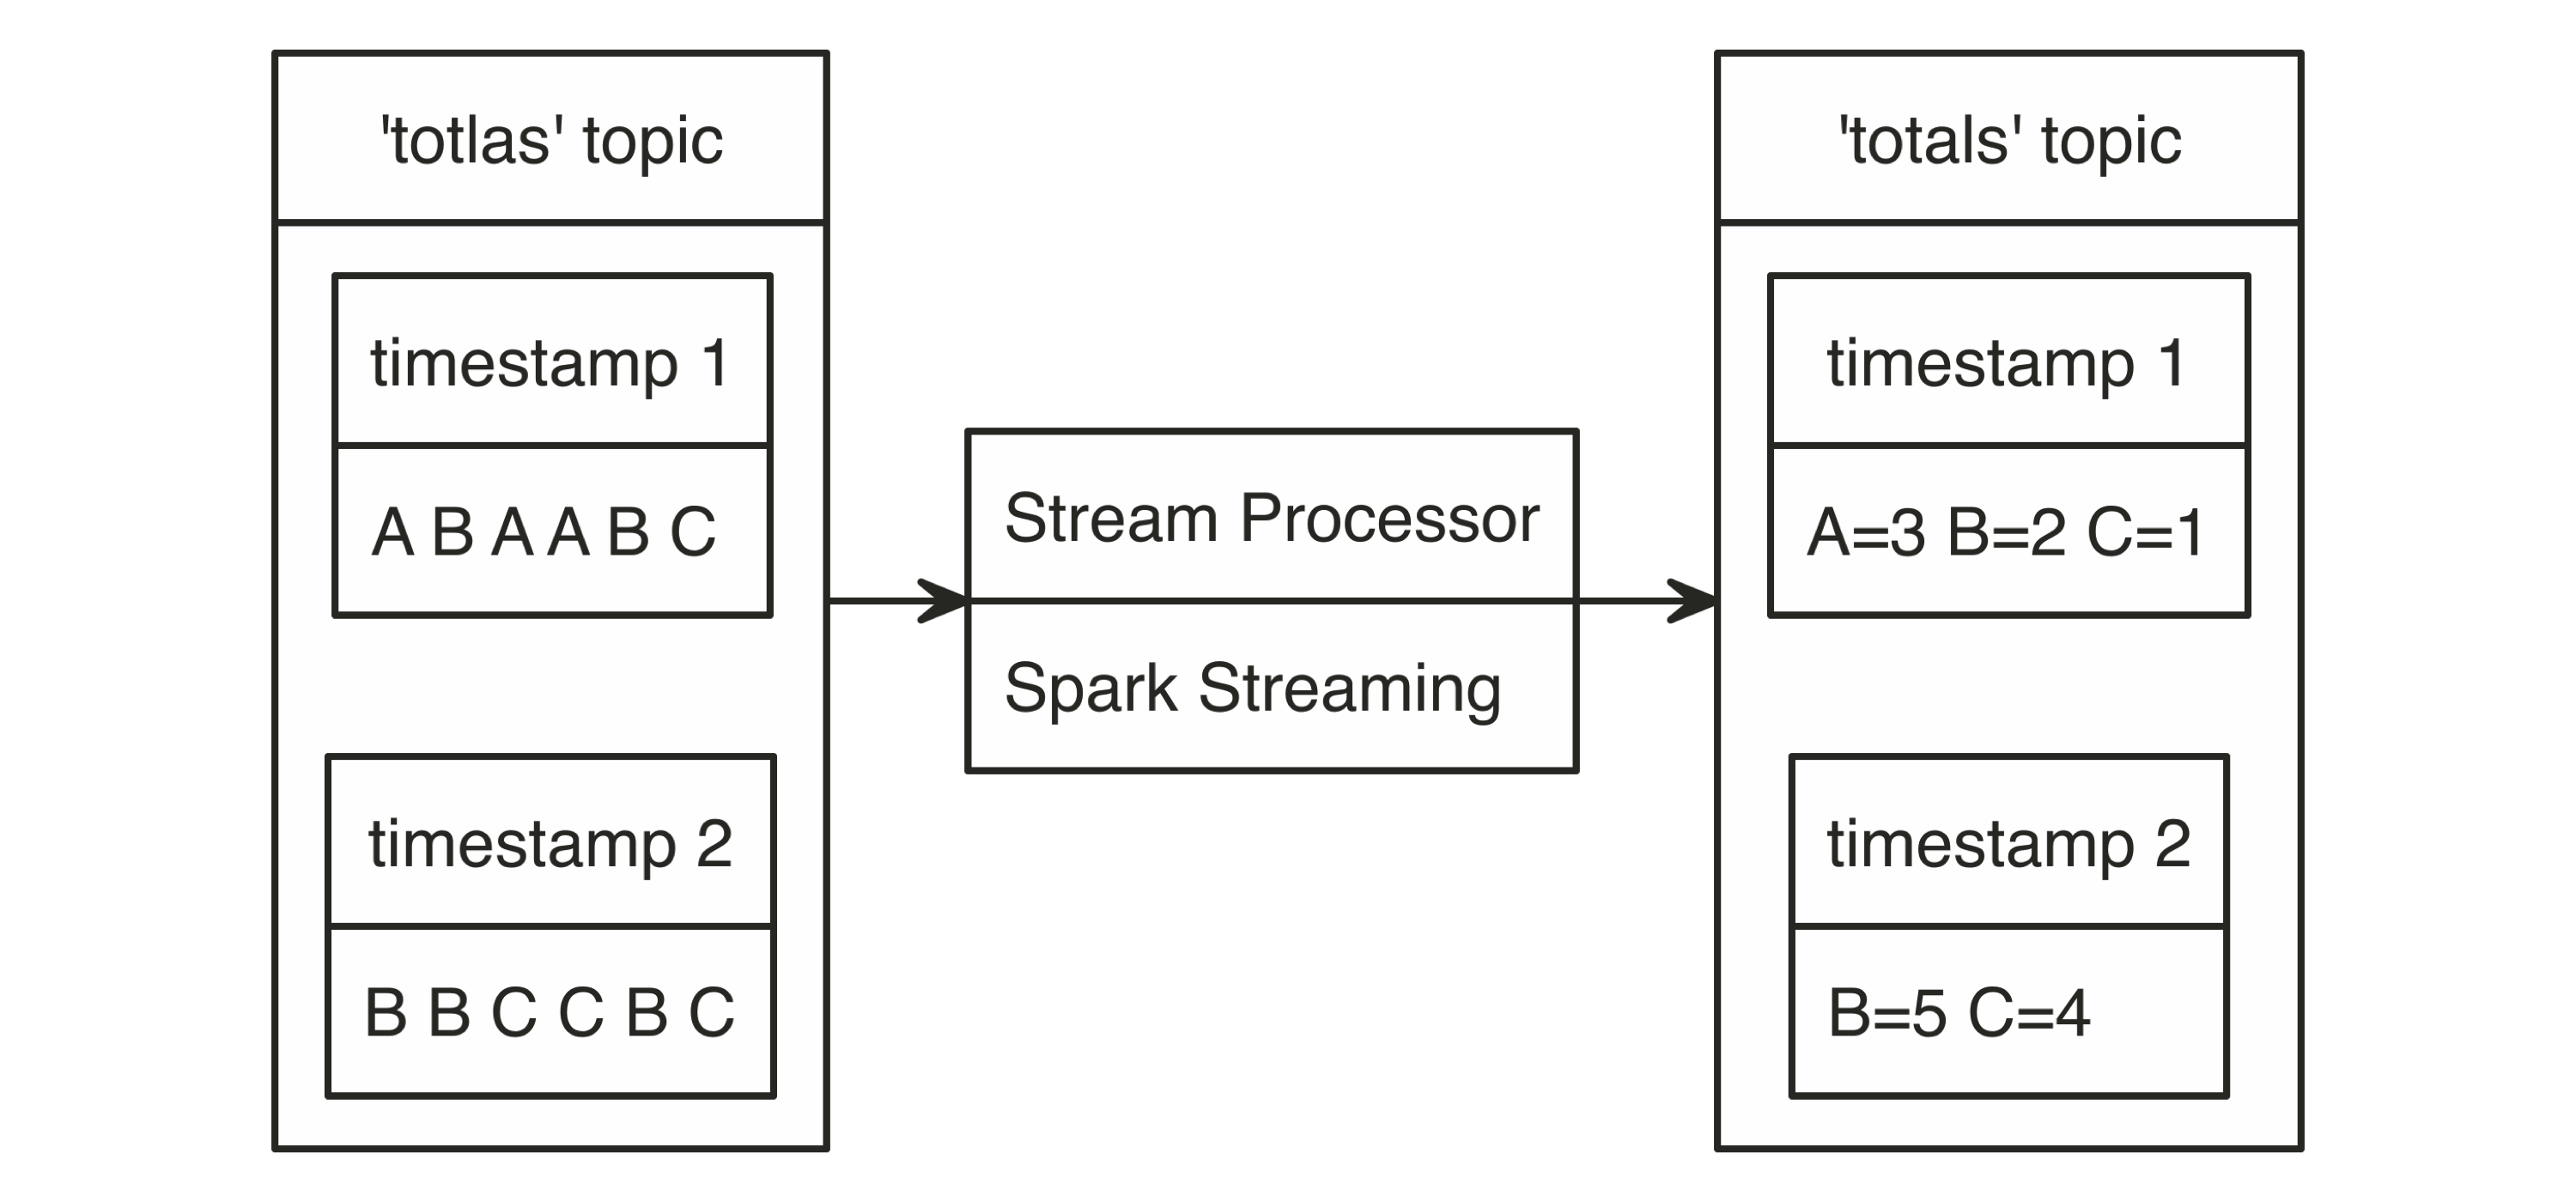 'totlas' topic
timestamp 1
A B A A B C
timestamp 2
B B C C B C
Stream Processor
Spark Streaming
'totals' topic
timestamp 1
A=3 B=2 C=1
timestamp 2
B=5 C=4